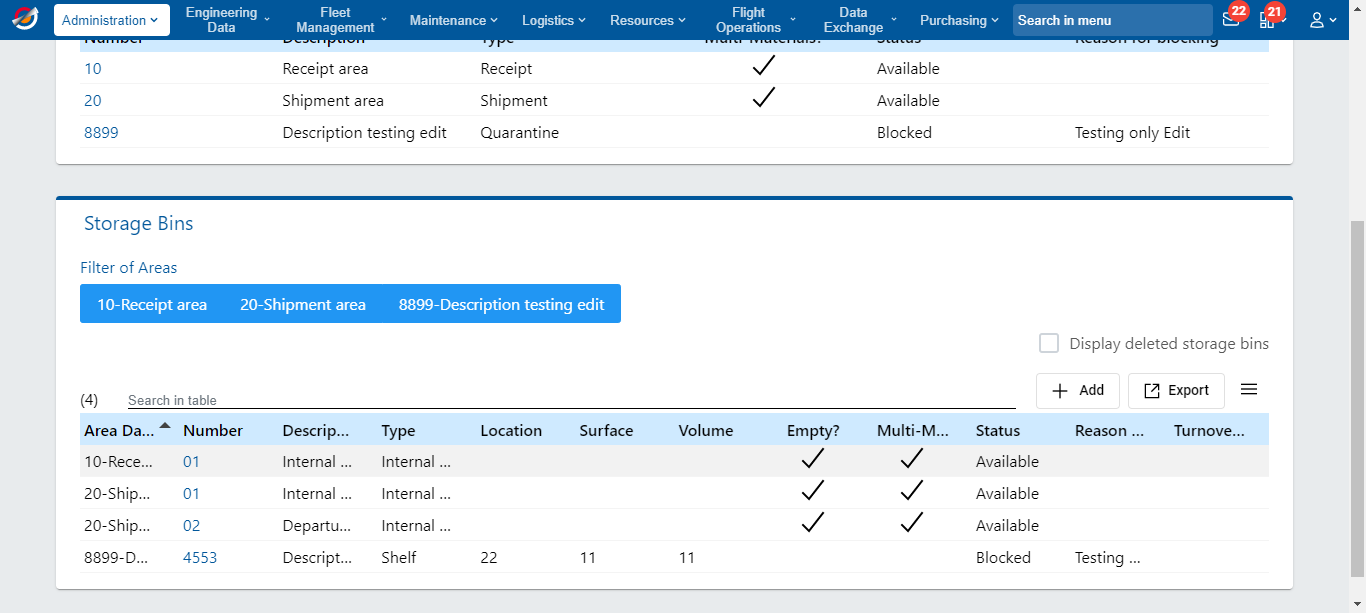 Administration Engineering Data Fleet Management Maintenance Logistics Resources Flight Operations Data Exchange Purchasing Search in menu 22 21
Number Description Type Multi-Materials? Status Reason for blocking
10 Receipt area Receipt Available
20 Shipment area Shipment Available
8899 Description testing edit Quarantine Blocked Testing only Edit
Storage Bins
Filter of Areas
10-Receipt area 20-Shipment area 8899-Description testing edit
Display deleted storage bins
(4) Search in table Add Export
Area Da... Number Descrip... Type Location Surface Volume Empty? Multi-M... Status Reason ... Turnove...
10-Rece... 01 Internal ... Internal ... Available
20-Ship... 01 Internal ... Internal ... Available
20-Ship... 02 Departu... Internal ... Available
8899-D... 4553 Descript... Shelf 22 11 11 Blocked Testing ...